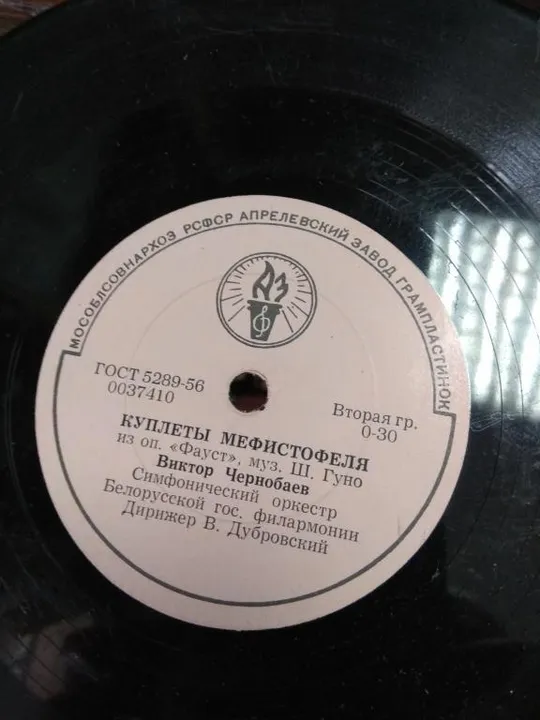 МОСОБЛСОВНАРХОЗ РСФСР АПРЕЛЕВСКИЙ ЗАВОД ГРАМПЛАСТИНОК
АЗ
ГОСТ 5289-56
0037410
Вторая гр.
0-30
КУПЛЕТЫ МЕФИСТОФЕЛЯ
из оп. «Фауст», муз. Ш. Гуно
Виктор Чернобаев
Симфонический оркестр
Белорусской гос. филармонии
Дирижер В. Дубровский